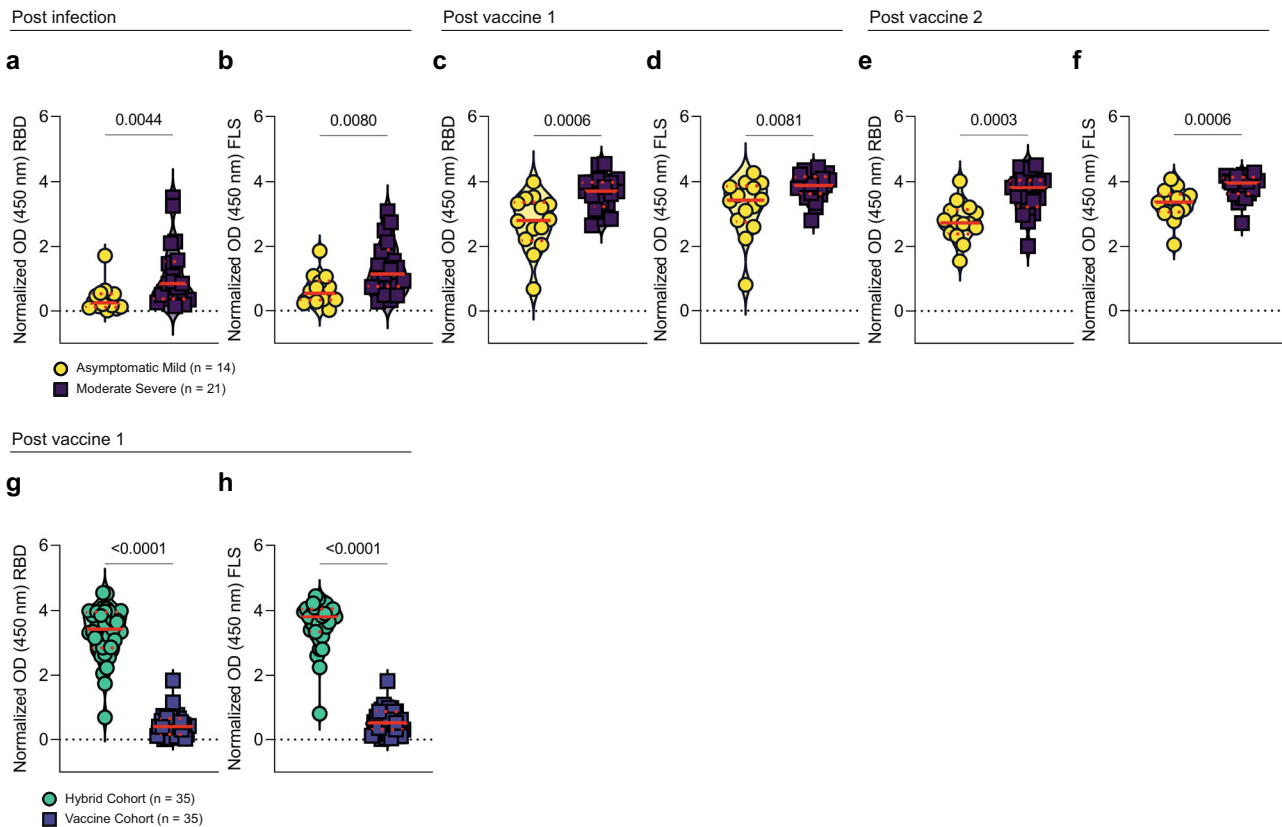 Post infection
Post vaccine 1
Post vaccine 2
a
b
c
d
e
f
Normalized OD (450 nm) RBD
6
4
2
0
0.0044
Normalized OD (450 nm) FLS
6
4
2
0
0.0080
Normalized OD (450 nm) RBD
6
4
2
0
0.0006
Normalized OD (450 nm) FLS
6
4
2
0
0.0081
Normalized OD (450 nm) RBD
6
4
2
0
0.0003
Normalized OD (450 nm) FLS
6
4
2
0
0.0006
Asymptomatic Mild (n = 14)
Moderate Severe (n = 21)
Post vaccine 1
g
h
Normalized OD (450 nm) RBD
6
4
2
0
<0.0001
Normalized OD (450 nm) FLS
6
4
2
0
<0.0001
Hybrid Cohort (n = 35)
Vaccine Cohort (n = 35)